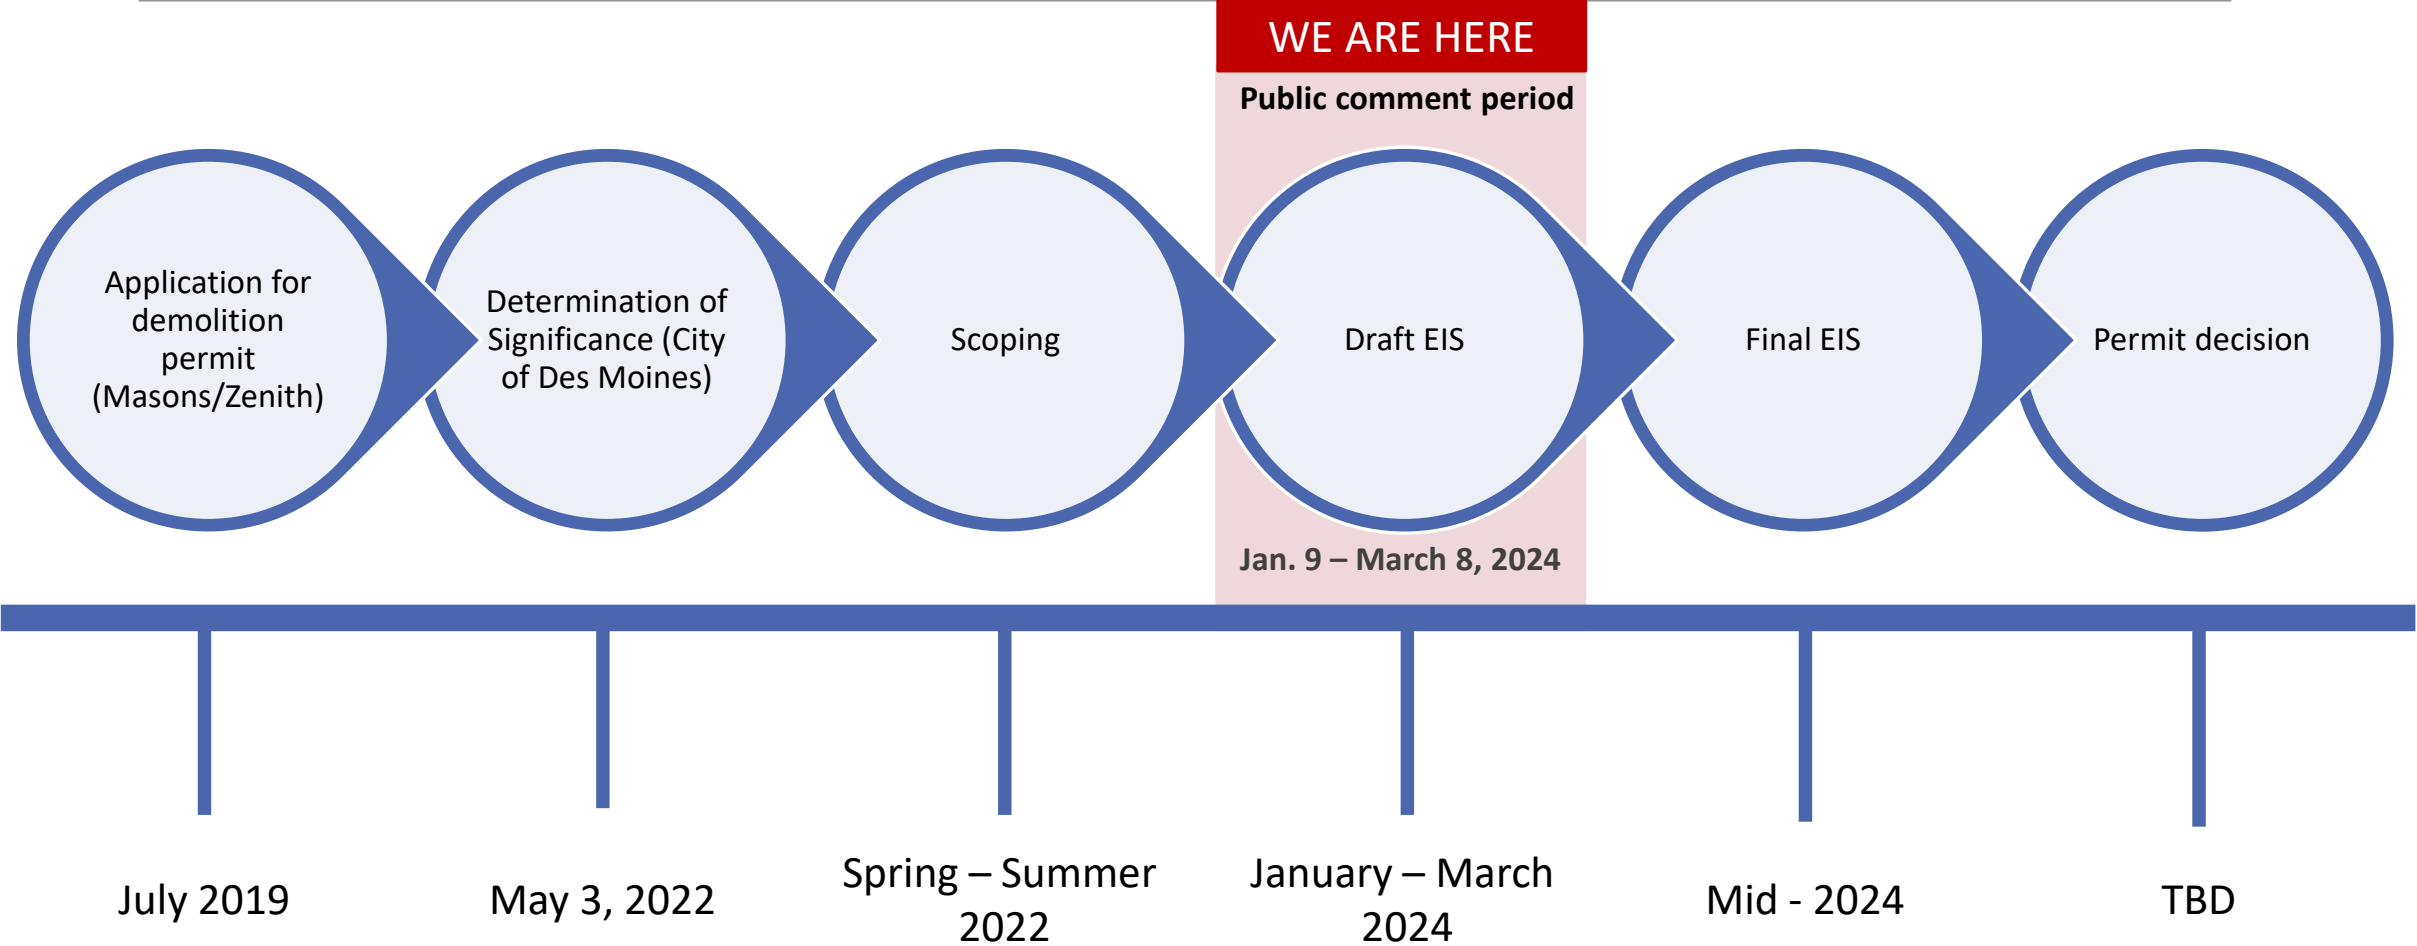 WE ARE HERE
Public comment period
Application for
demolition
permit
(Masons/Zenith)
Determination of
Significance (City
of Des Moines)
Scoping
Draft EIS
Final EIS
Permit decision
Jan. 9 – March 8, 2024
July 2019
May 3, 2022
Spring – Summer
2022
January – March
2024
Mid - 2024
TBD